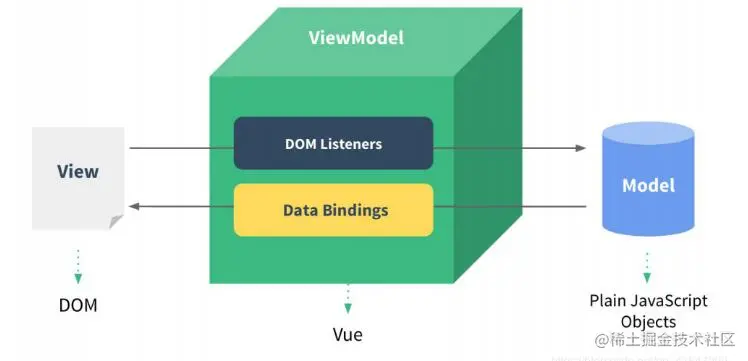 ViewModel
DOM Listeners
View
Data Bindings
Model
DOM
Vue
Plain JavaScript
Objects
@稀土掘金技术社区